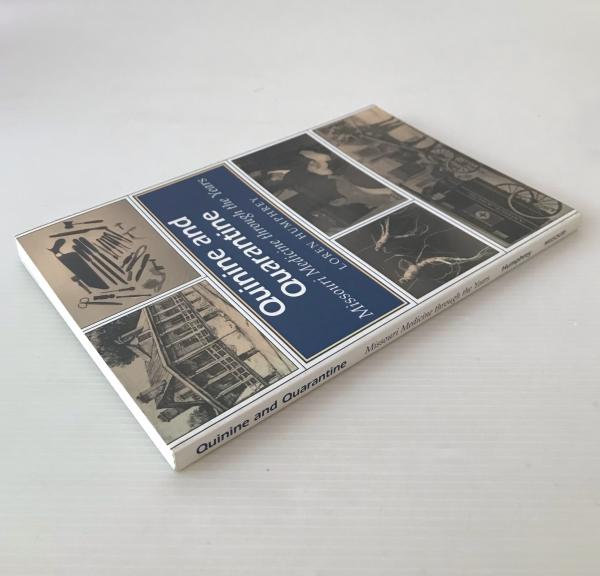 Quinine and
Quarantine
Missouri Medicine through the Years
LOREN HUMPHREY
Quinine and Quarantine
Missouri Medicine through the Years
Humphrey
MISSOURI